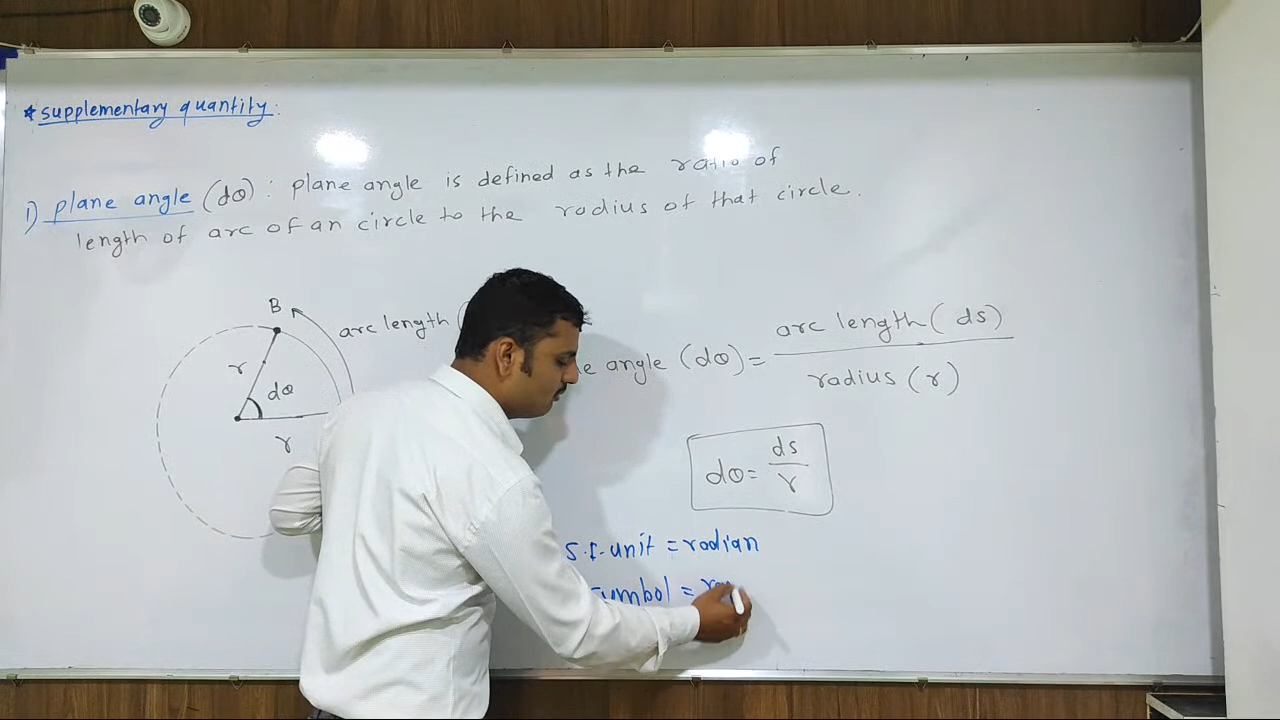 * supplementary quantity:
1) plane angle (dθ): plane angle is defined as the ratio of
length of arc of an circle to the radius of that circle.
B
arc length (
r
dθ
r
angle (dθ) = arc length (ds)
radius (r)
dθ = ds
r
S.I. unit = radian
symbol =